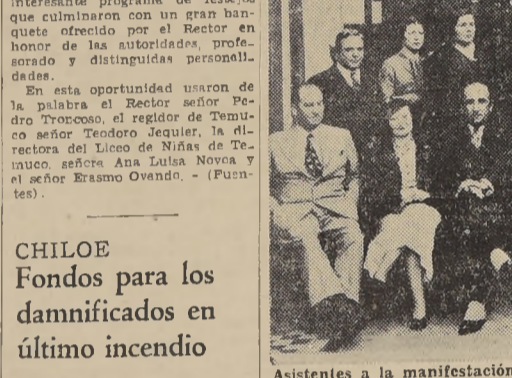 interesante programa de festejos
que culminaron con un gran ban-
quete ofrecido por el Rector en
honor de las autoridades, profe-
sorado y distinguidas personali-
dades.
En esta oportunidad usaron de
la palabra el Rector señor Pe-
dro Troncoso, el regidor de Temu-
co señor Teodoro Jequier, la di-
rectora del Liceo de Niñas de Te-
muco, señora Ana Luisa Novoa y
el señor Erasmo Ovando. - (Fuen-
tes).
CHILOE
Fondos para los
damnificados en
último incendio
Asistentes a la manifestación